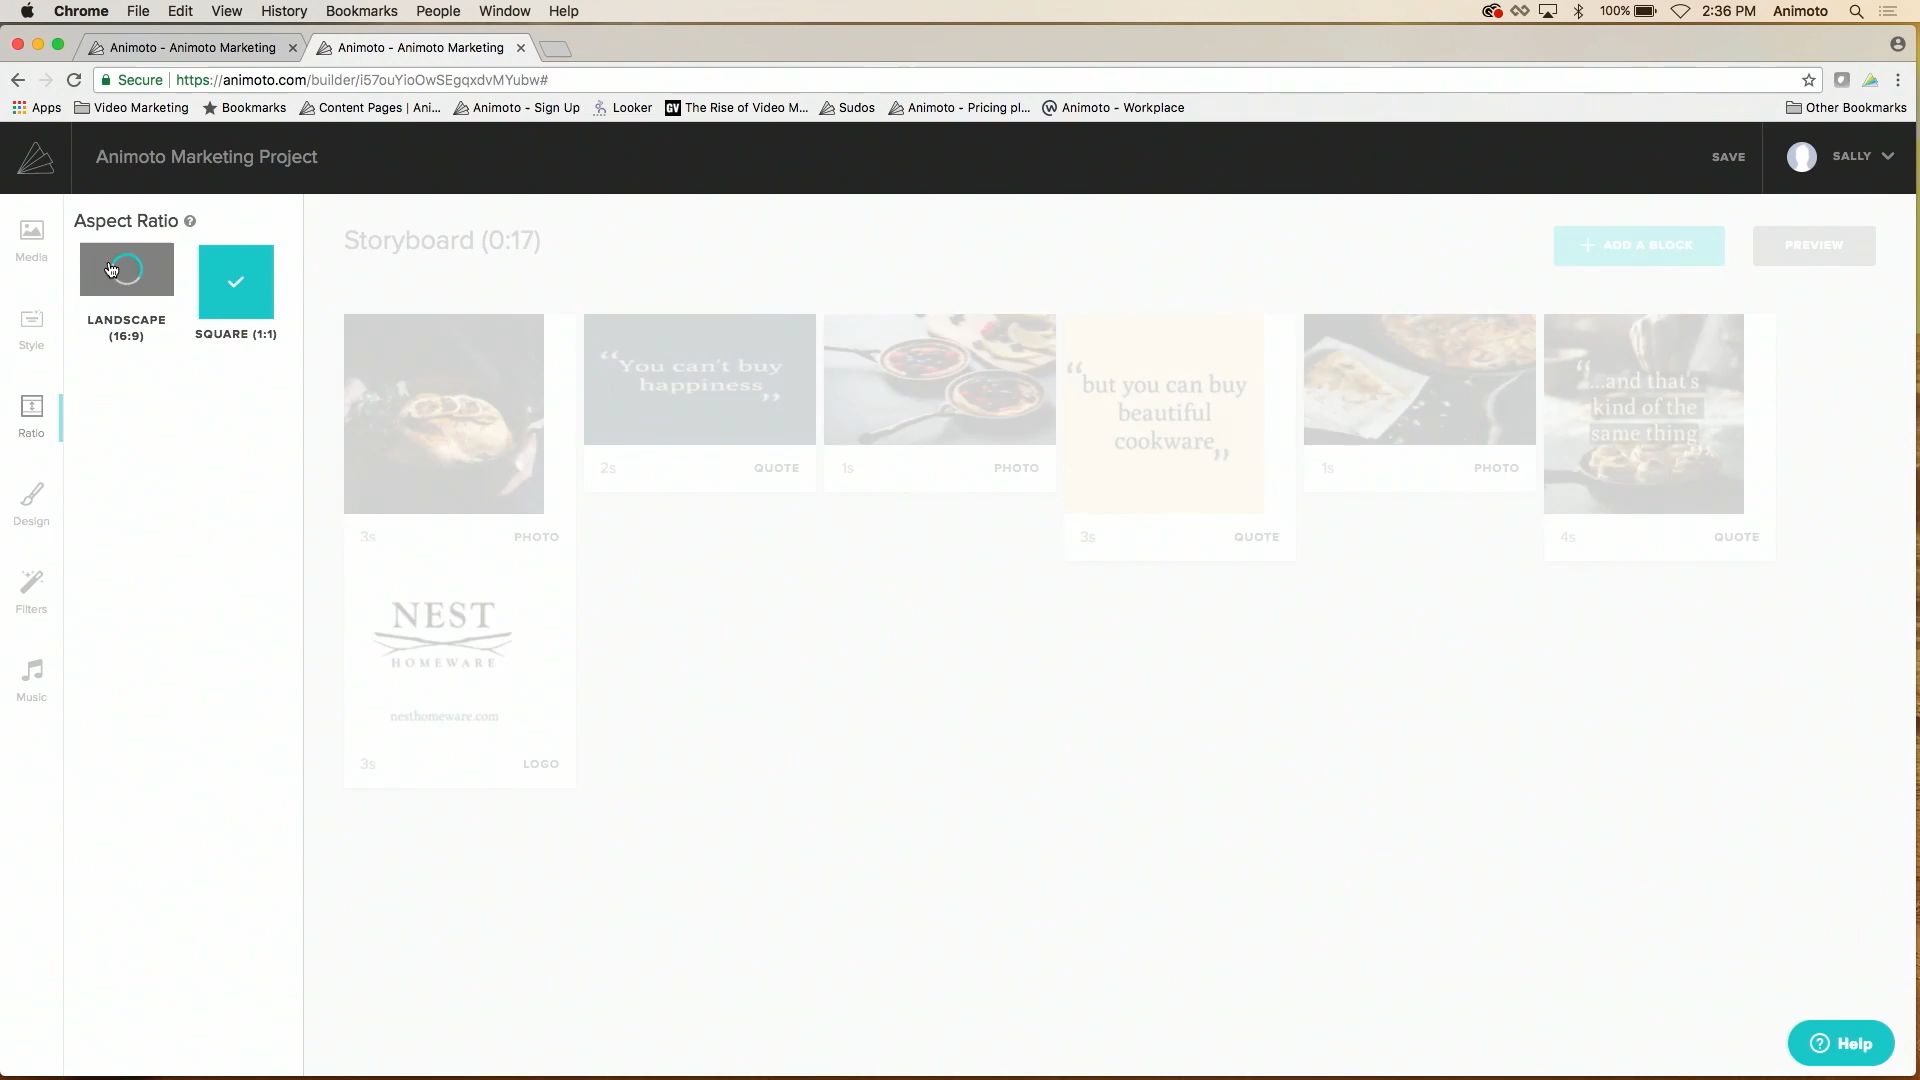 Chrome File Edit View History Bookmarks People Window Help
100% 2:36 PM Animoto
Animoto - Animoto Marketing
Animoto - Animoto Marketing
Secure https://animoto.com/builder/i57ouYioOwSEgqxdvMYubw#
Apps Video Marketing Bookmarks Content Pages | Ani... Animoto - Sign Up Looker GV The Rise of Video M... Sudos Animoto - Pricing pl... Animoto - Workplace Other Bookmarks
Animoto Marketing Project
SAVE
SALLY
Media
Style
Ratio
Design
Filters
Music
Aspect Ratio ?
LANDSCAPE
(16:9)
SQUARE (1:1)
Storyboard (0:17)
+ ADD A BLOCK
PREVIEW
3s PHOTO
“You can't buy
happiness”
2s QUOTE
1s PHOTO
“but you can buy
beautiful
cookware”
3s QUOTE
1s PHOTO
“...and that's
kind of the
same thing.”
4s QUOTE
NEST
HOMEWARE
nesthomeware.com
3s LOGO
? Help